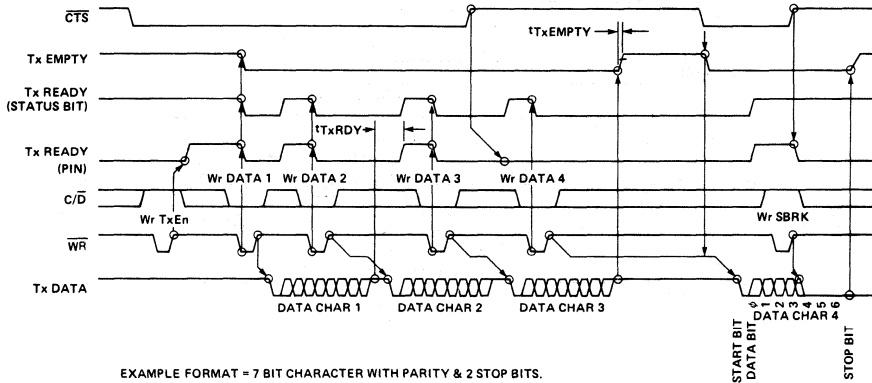 CTS
tTxEMPTY
Tx EMPTY
Tx READY
(STATUS BIT)
tTxRDY
Tx READY
(PIN)
Wr DATA 1
Wr DATA 2
Wr DATA 3
Wr DATA 4
C/D
Wr TxEn
Wr SBRK
WR
Tx DATA
DATA CHAR 1
DATA CHAR 2
DATA CHAR 3
START BIT
DATA BIT
ϕ 1 2 3 4 5 6
DATA CHAR 4
STOP BIT
EXAMPLE FORMAT = 7 BIT CHARACTER WITH PARITY & 2 STOP BITS.